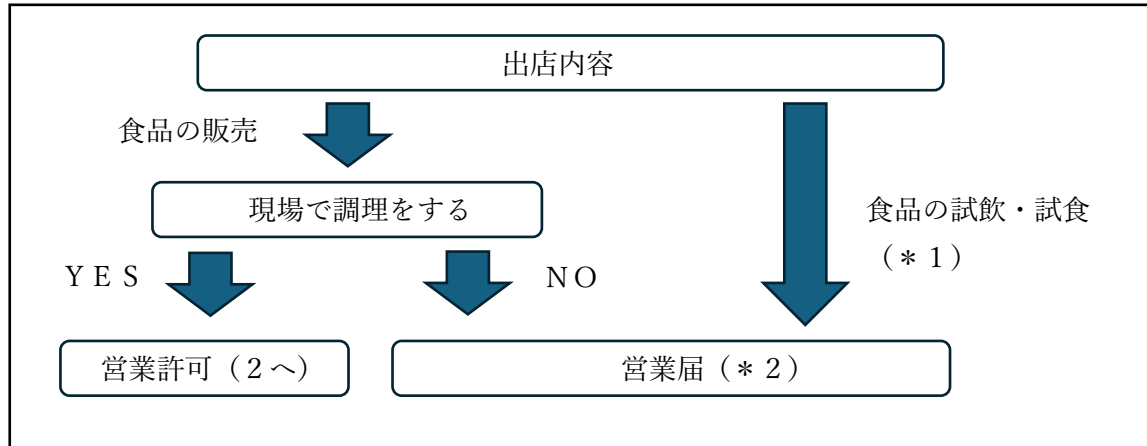 出店内容
食品の販売
現場で調理をする
食品の試飲・試食
（＊１）
ＹＥＳ
ＮＯ
営業許可（２へ）
営業届（＊２）